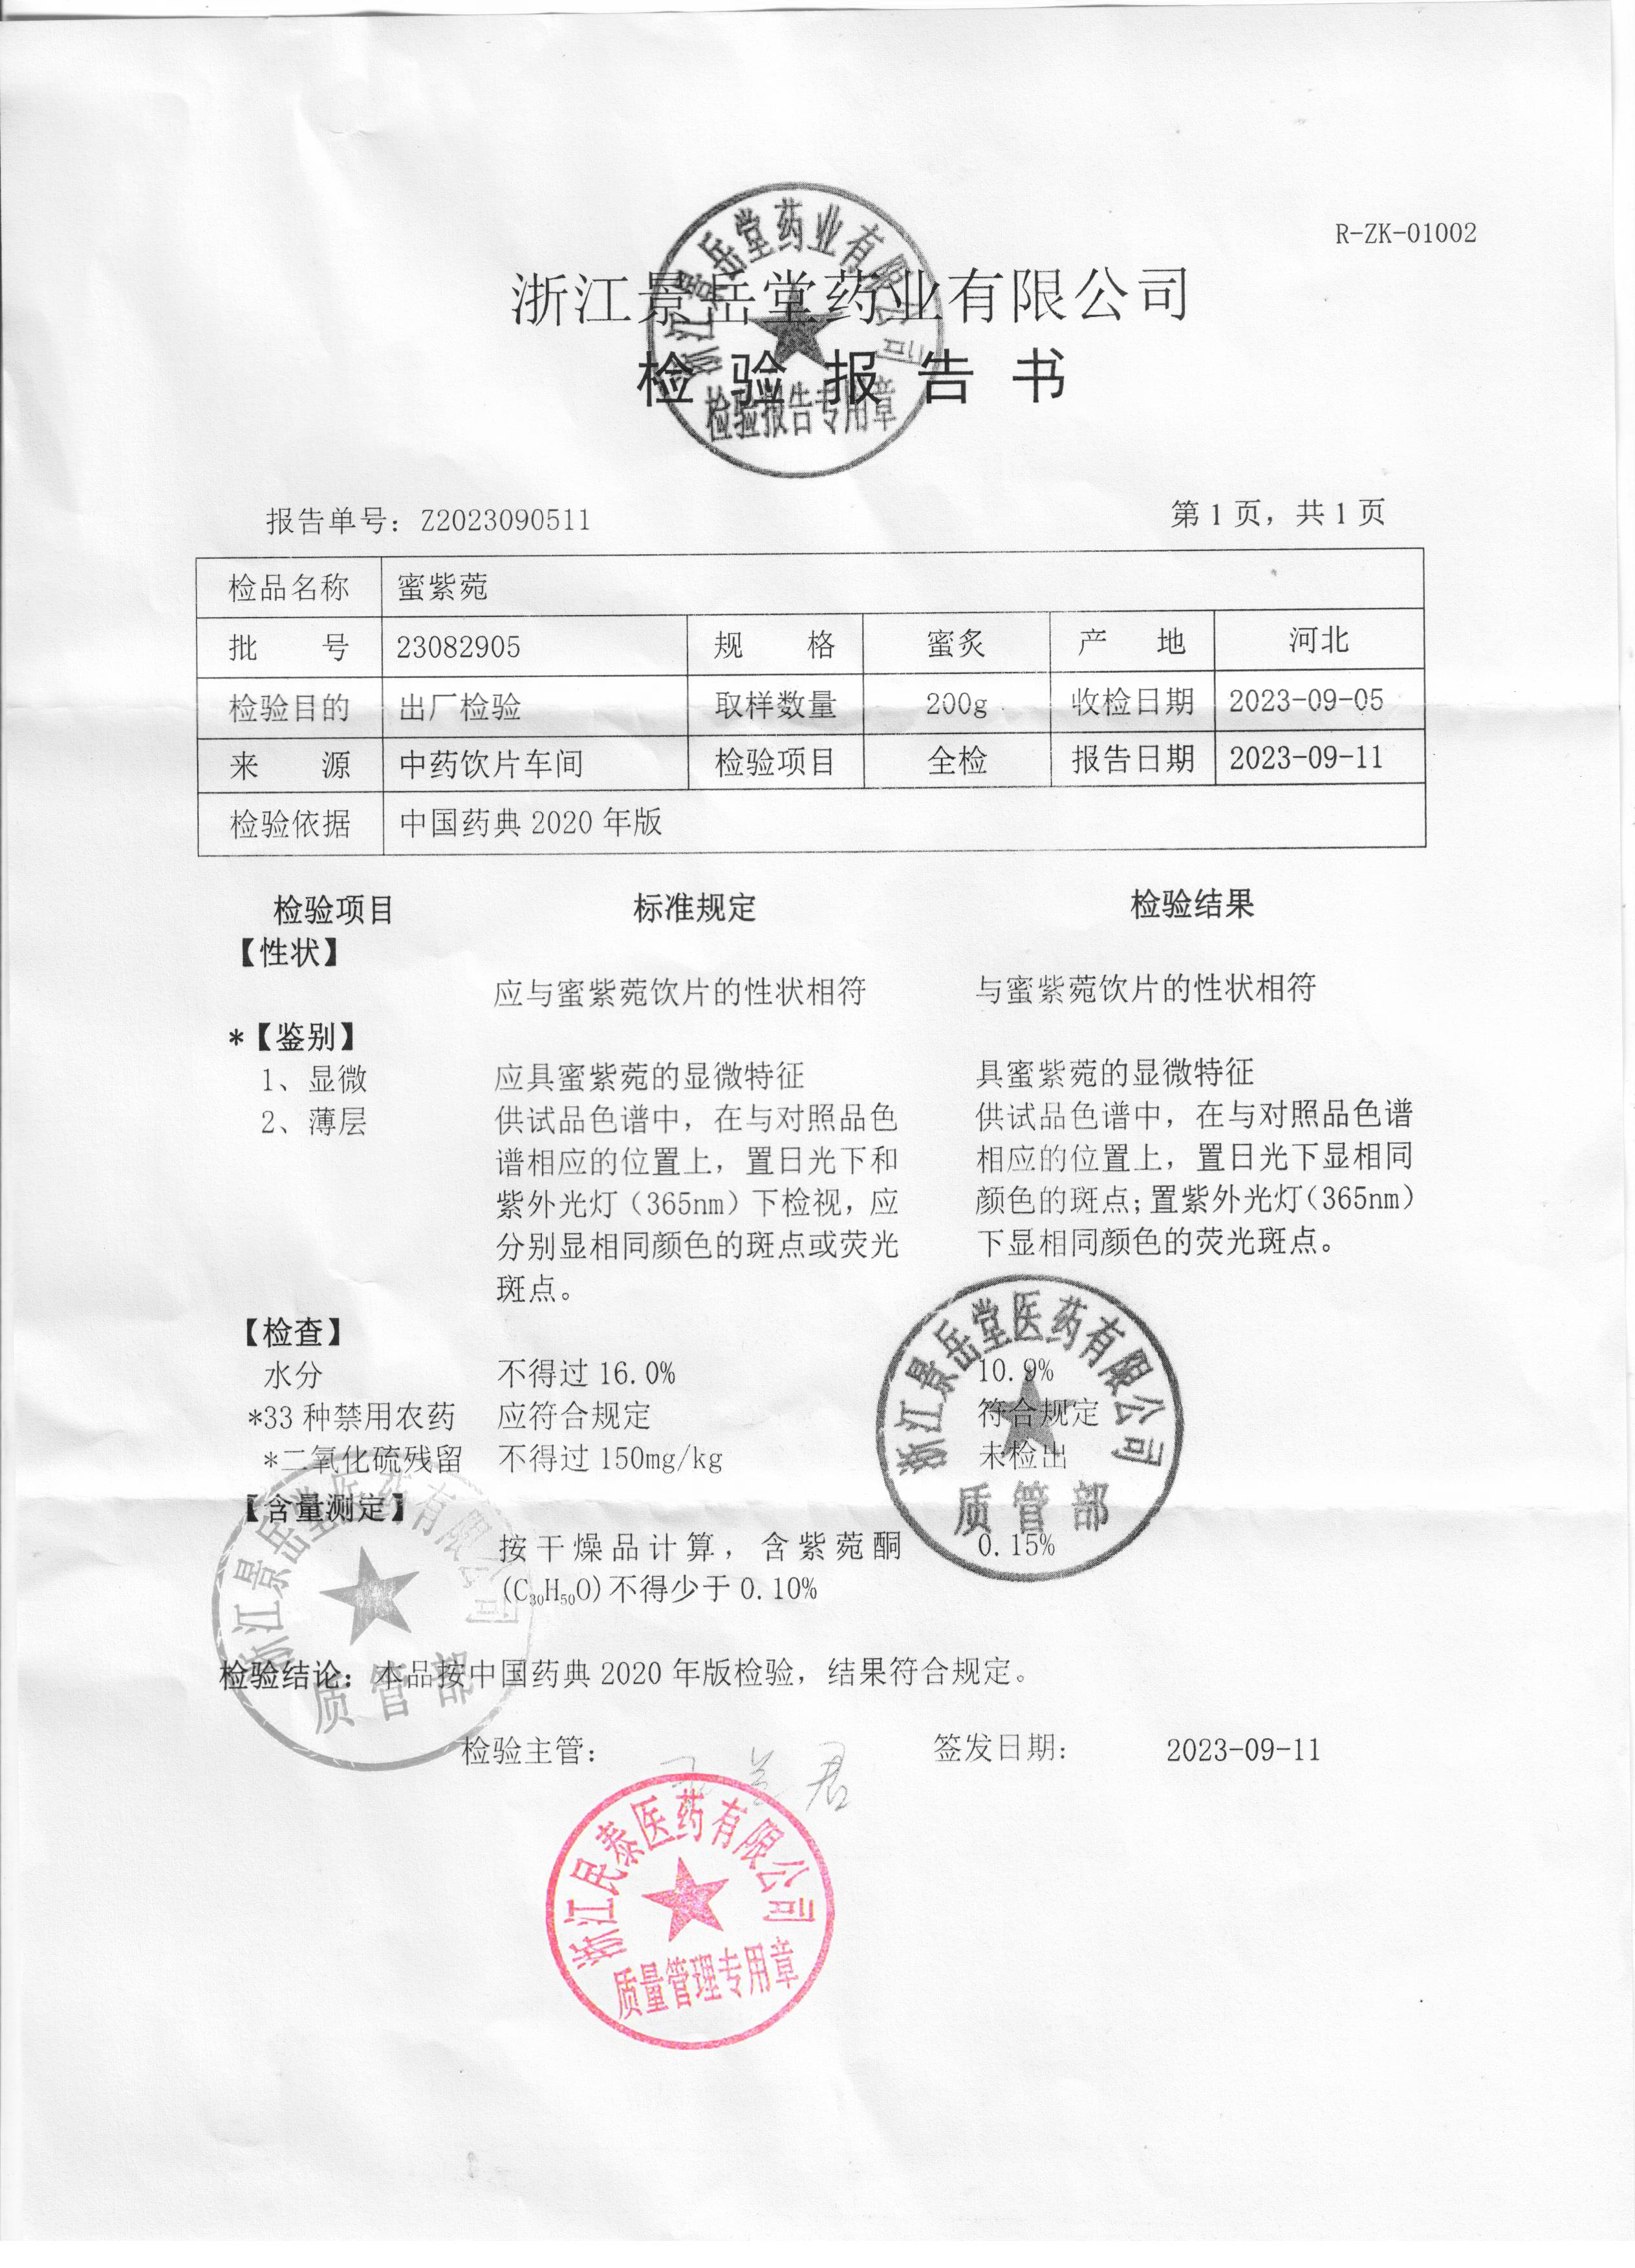 R-ZK-01002
浙江景岳堂药业有限公司
检验报告书
浙江景岳堂药业有限公司
检验报告专用章
报告单号：Z2023090511
第1页，共1页
检品名称 蜜紫菀
批 号 23082905 规 格 蜜炙 产 地 河北
检验目的 出厂检验 取样数量 200g 收检日期 2023-09-05
来 源 中药饮片车间 检验项目 全检 报告日期 2023-09-11
检验依据 中国药典 2020 年版
检验项目 标准规定 检验结果
【性状】
应与蜜紫菀饮片的性状相符 与蜜紫菀饮片的性状相符
*【鉴别】
1、显微 应具蜜紫菀的显微特征 具蜜紫菀的显微特征
2、薄层 供试品色谱中，在与对照品色 供试品色谱中，在与对照品色谱
谱相应的位置上，置日光下和 相应的位置上，置日光下显相同
紫外光灯（365nm）下检视，应 颜色的斑点；置紫外光灯（365nm）
分别显相同颜色的斑点或荧光 下显相同颜色的荧光斑点。
斑点。
【检查】
水分 不得过 16.0% 10.9%
*33 种禁用农药 应符合规定 符合规定
*二氧化硫残留 不得过 150mg/kg 未检出
【含量测定】
按干燥品计算，含紫菀酮 0.15%
(C₃₀H₅₀O)不得少于 0.10%
浙江景岳堂医药有限公司
质管部
浙江景岳堂医药有限公司
质管部
检验结论：本品按中国药典 2020 年版检验，结果符合规定。
检验主管： 签发日期： 2023-09-11
浙江民泰医药有限公司
质量管理专用章